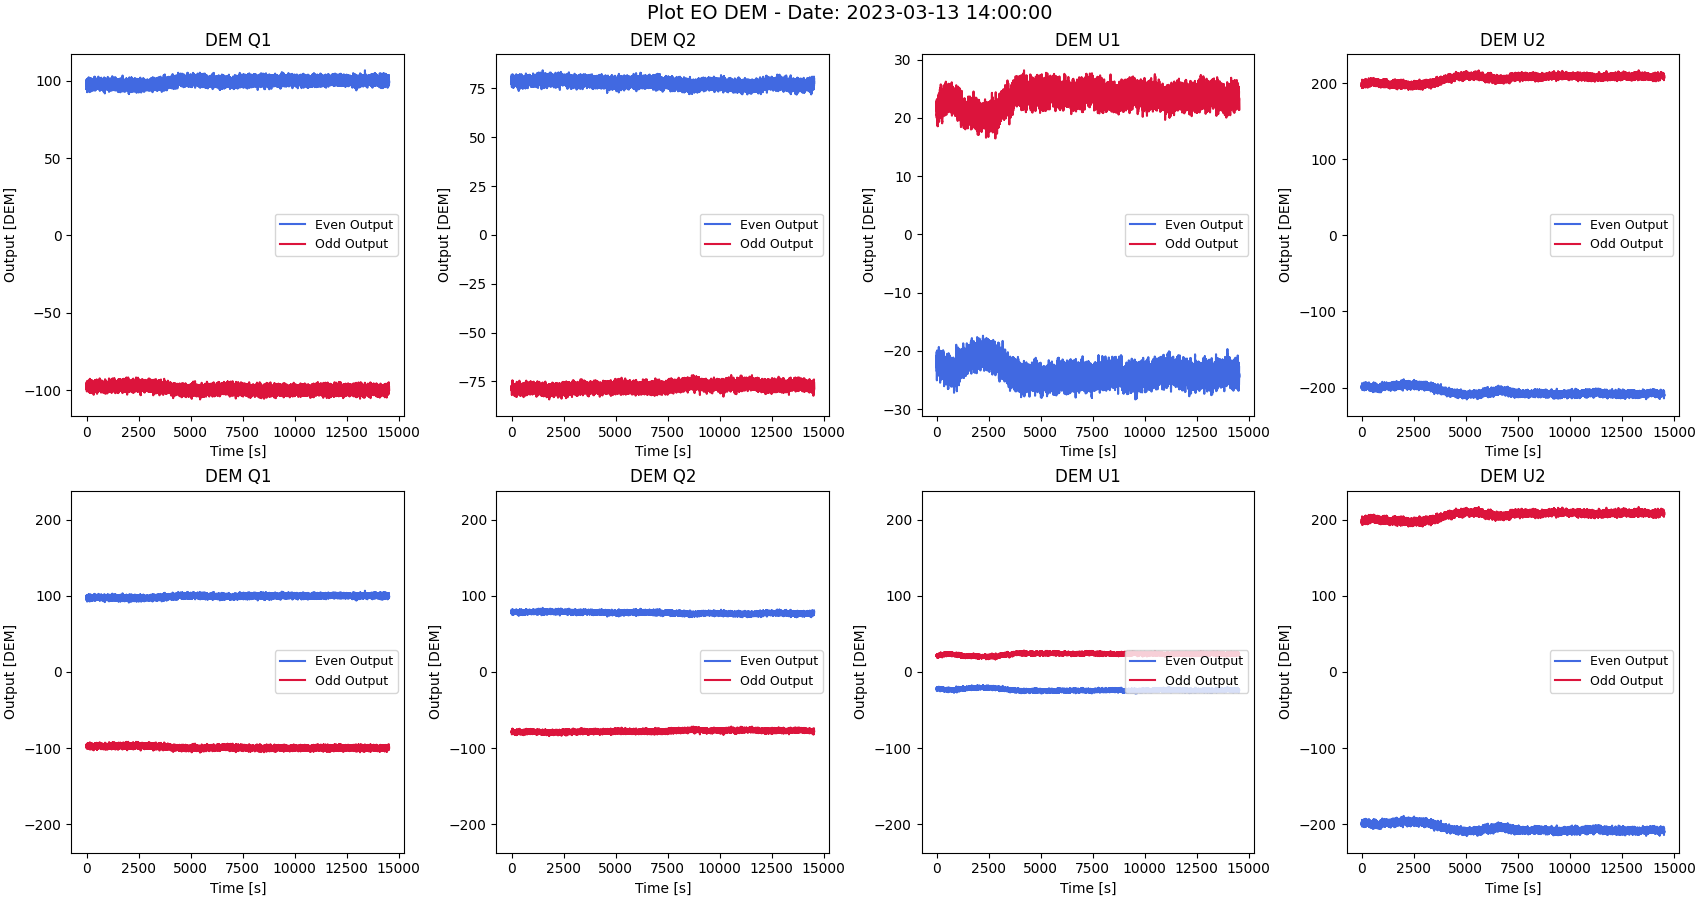 Plot EO DEM - Date: 2023-03-13 14:00:00
DEM Q1
Output [DEM]
100
50
0
−50
−100
Even Output
Odd Output
0 2500 5000 7500 10000 12500 15000
Time [s]
DEM Q2
Output [DEM]
75
50
25
0
−25
−50
−75
Even Output
Odd Output
0 2500 5000 7500 10000 12500 15000
Time [s]
DEM U1
Output [DEM]
30
20
10
0
−10
−20
−30
Even Output
Odd Output
0 2500 5000 7500 10000 12500 15000
Time [s]
DEM U2
Output [DEM]
200
100
0
−100
−200
Even Output
Odd Output
0 2500 5000 7500 10000 12500 15000
Time [s]
DEM Q1
Output [DEM]
200
100
0
−100
−200
Even Output
Odd Output
0 2500 5000 7500 10000 12500 15000
Time [s]
DEM Q2
Output [DEM]
200
100
0
−100
−200
Even Output
Odd Output
0 2500 5000 7500 10000 12500 15000
Time [s]
DEM U1
Output [DEM]
200
100
0
−100
−200
Even Output
Odd Output
0 2500 5000 7500 10000 12500 15000
Time [s]
DEM U2
Output [DEM]
200
100
0
−100
−200
Even Output
Odd Output
0 2500 5000 7500 10000 12500 15000
Time [s]